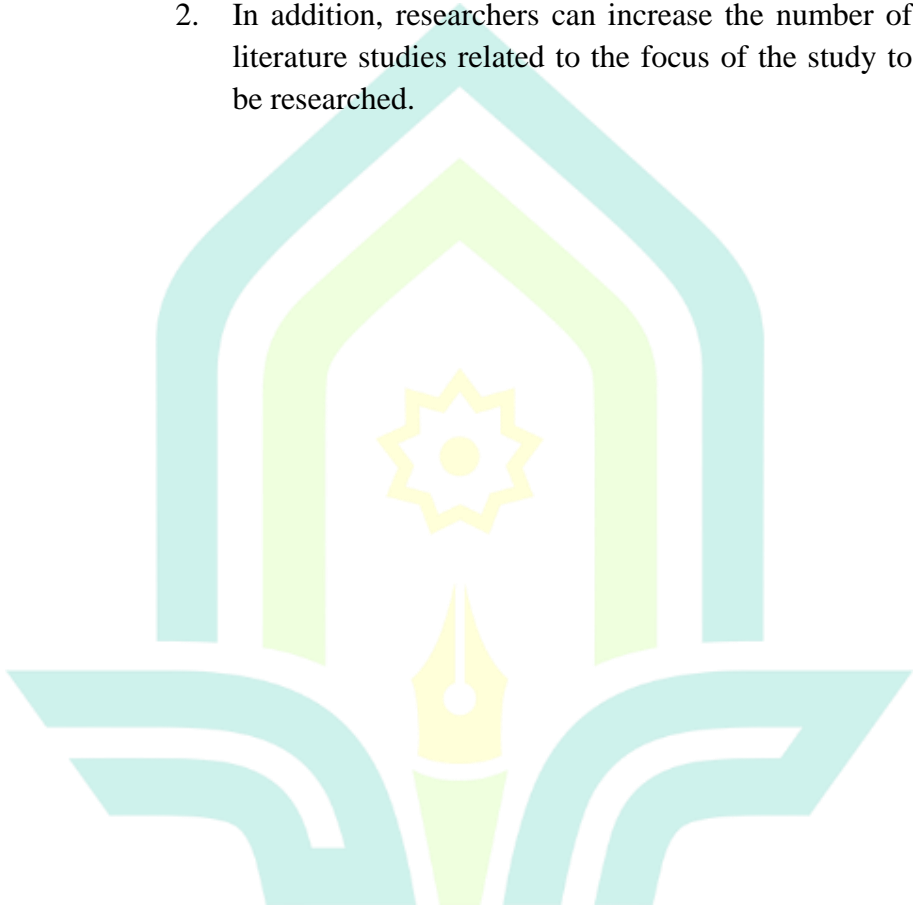 2. In addition, researchers can increase the number of
literature studies related to the focus of the study to
be researched.